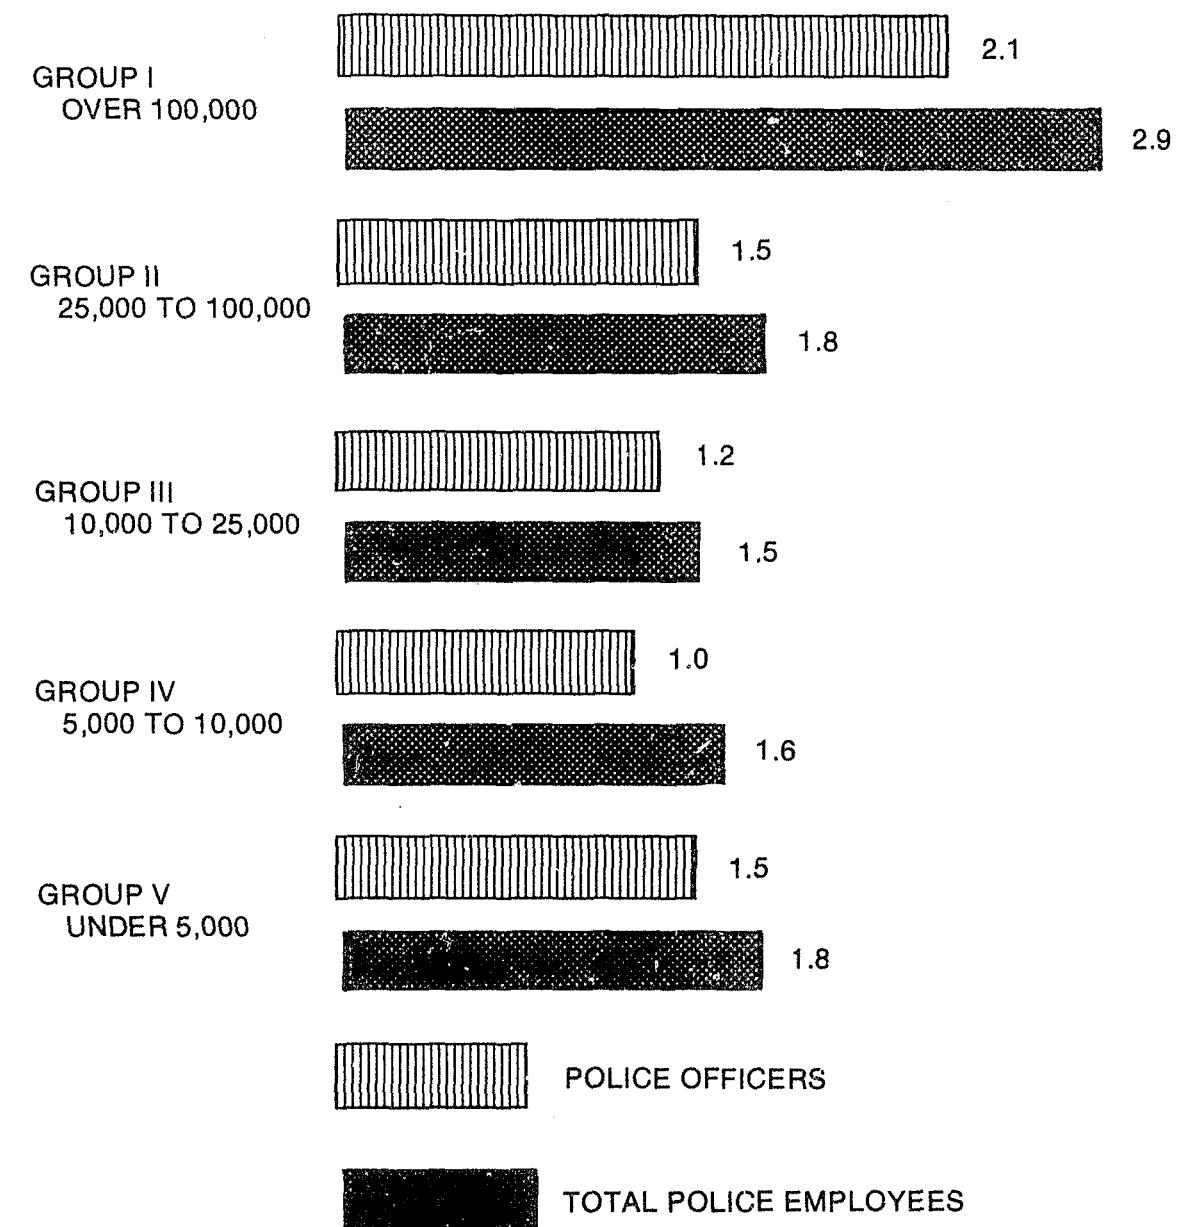 2.1
GROUP I
OVER 100,000
2.9
1.5
GROUP II
25,000 TO 100,000
1.8
1.2
GROUP III
10,000 TO 25,000
1.5
1.0
GROUP IV
5,000 TO 10,000
1.6
1.5
GROUP V
UNDER 5,000
1.8
POLICE OFFICERS
TOTAL POLICE EMPLOYEES